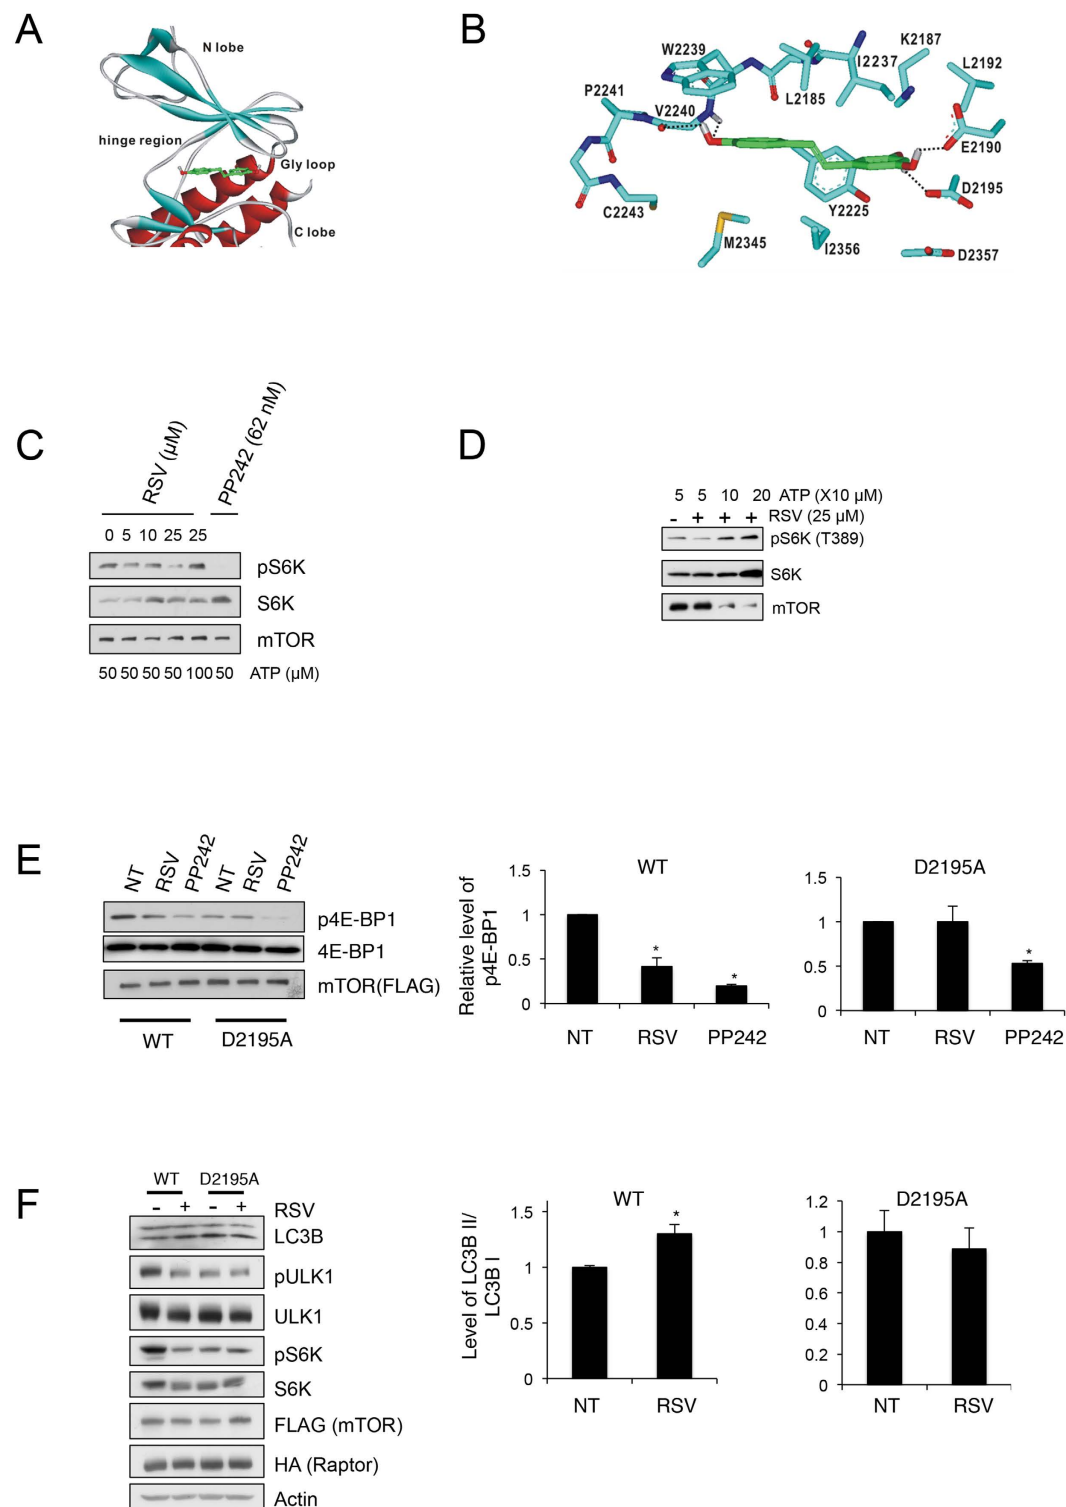 A
N lobe
hinge region
Gly loop
C lobe
B
W2239
K2187
I2237
L2192
P2241
V2240
L2185
E2190
D2195
C2243
Y2225
M2345
I2356
D2357
C
RSV (µM)
PP242 (62 nM)
0 5 10 25 25
pS6K
S6K
mTOR
50 50 50 50 100 50 ATP (µM)
D
5 5 10 20 ATP (X10 µM)
- + + + RSV (25 µM)
pS6K (T389)
S6K
mTOR
E
NT RSV PP242 NT RSV PP242
p4E-BP1
4E-BP1
mTOR(FLAG)
WT D2195A
WT
Relative level of
p4E-BP1
1.5
1
0.5
0
* *
NT RSV PP242
D2195A
1.5
1
0.5
0
*
NT RSV PP242
F
WT D2195A
- + - + RSV
LC3B
pULK1
ULK1
pS6K
S6K
FLAG (mTOR)
HA (Raptor)
Actin
WT
Level of LC3B II/
LC3B I
1.5
1
0.5
0
*
NT RSV
D2195A
1.2
1
0.8
0.6
0.4
0.2
0
NT RSV